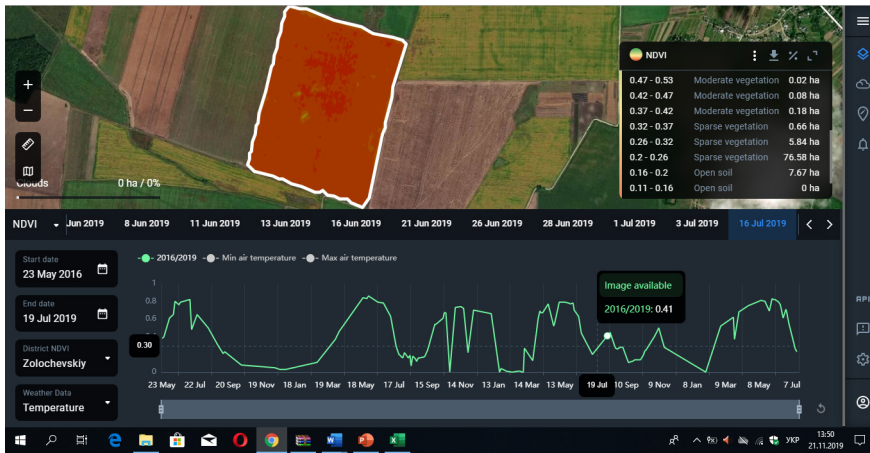 NDVI
0.47 - 0.53 Moderate vegetation 0.02 ha
0.42 - 0.47 Moderate vegetation 0.08 ha
0.37 - 0.42 Moderate vegetation 0.18 ha
0.32 - 0.37 Sparse vegetation 0.66 ha
0.26 - 0.32 Sparse vegetation 5.84 ha
0.2 - 0.26 Sparse vegetation 76.58 ha
0.16 - 0.2 Open soil 7.67 ha
0.11 - 0.16 Open soil 0 ha
Clouds 0 ha / 0%
NDVI Jun 2019 8 Jun 2019 11 Jun 2019 13 Jun 2019 16 Jun 2019 21 Jun 2019 26 Jun 2019 28 Jun 2019 1 Jul 2019 3 Jul 2019 16 Jul 2019
Start date
23 May 2016
End date
19 Jul 2019
District NDVI
Zolochevskiy
Weather Data
Temperature
2016/2019 Min air temperature Max air temperature
Image available
2016/2019: 0.41
1
0.8
0.6
0.30
0
23 May 22 Jul 20 Sep 19 Nov 18 Jan 19 Mar 18 May 17 Jul 15 Sep 14 Nov 13 Jan 14 Mar 13 May 19 Jul 10 Sep 9 Nov 8 Jan 9 Mar 8 May 7 Jul
API
УКР
13:50
21.11.2019